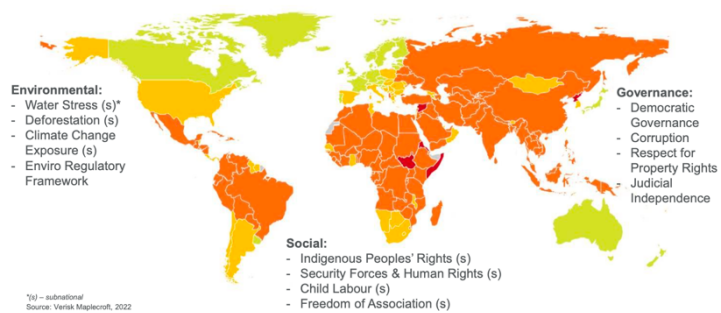 Environmental:
- Water Stress (s)*
- Deforestation (s)
- Climate Change
Exposure (s)
- Enviro Regulatory
Framework
Governance:
- Democratic
Governance
- Corruption
- Respect for
Property Rights
- Judicial
Independence
Social:
- Indigenous Peoples' Rights (s)
- Security Forces & Human Rights (s)
- Child Labour (s)
- Freedom of Association (s)
*(s) – subnational
Source: Verisk Maplecroft, 2022